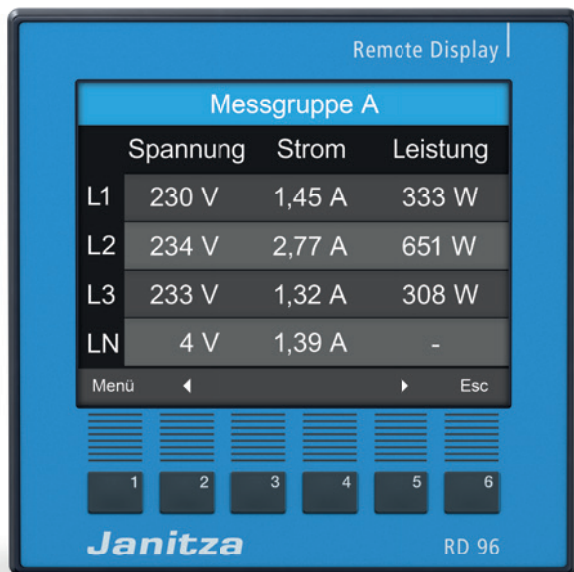 Remote Display
Messgruppe A
Spannung Strom Leistung
L1 230 V 1,45 A 333 W
L2 234 V 2,77 A 651 W
L3 233 V 1,32 A 308 W
LN 4 V 1,39 A -
Menü Esc
1 2 3 4 5 6
Janitza RD 96